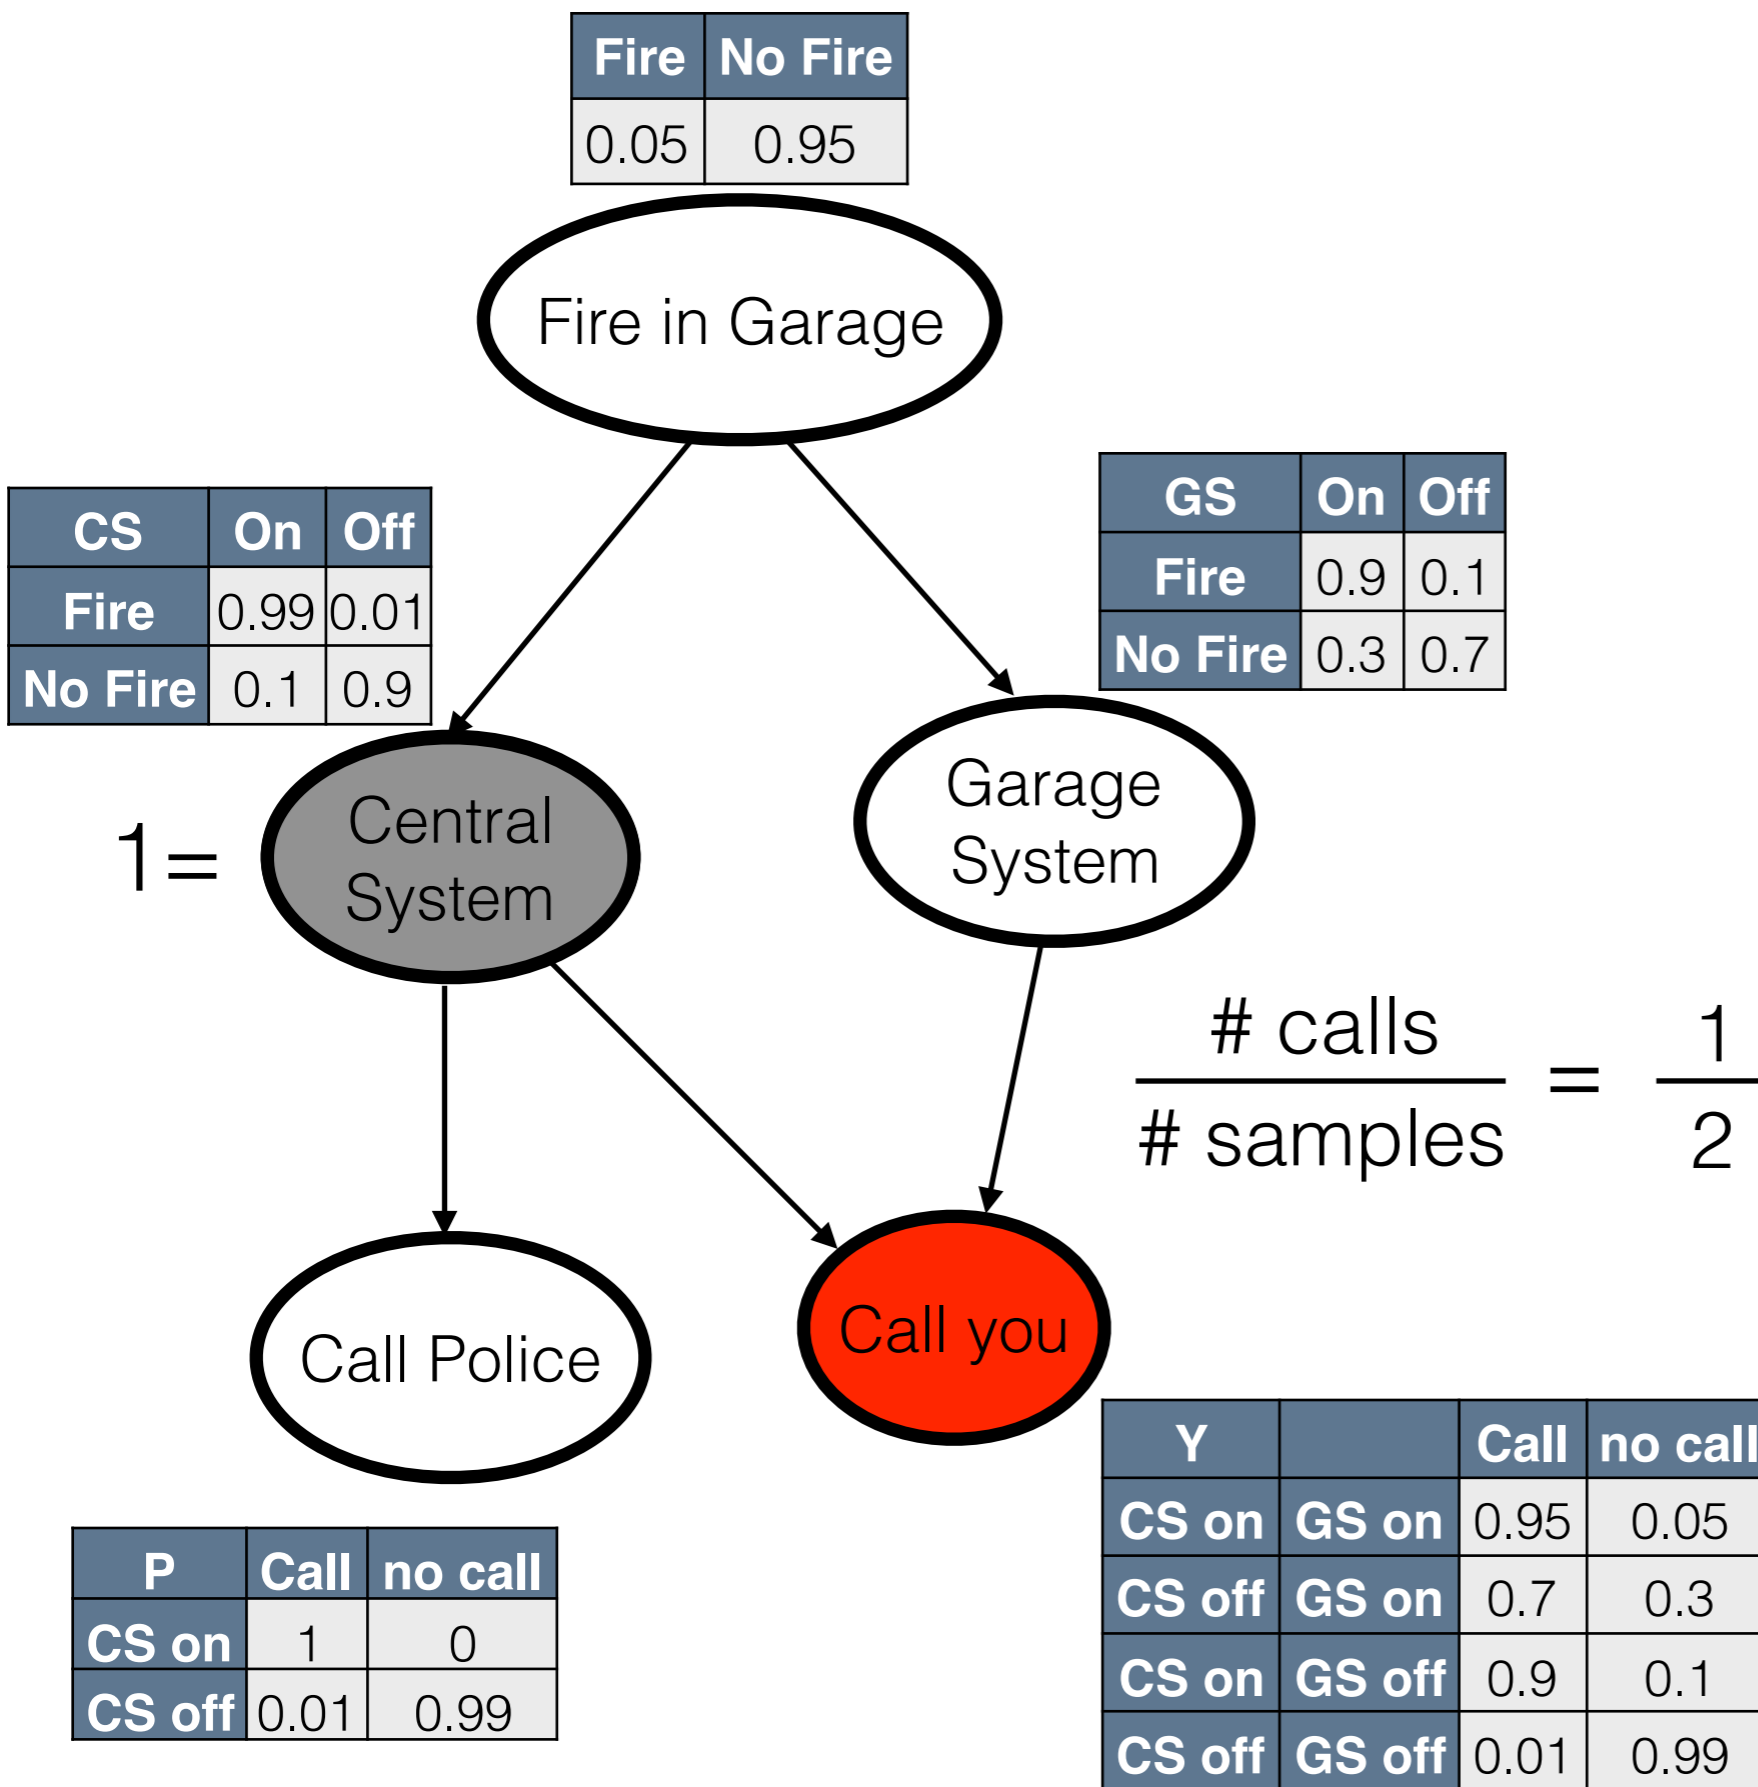 Fire No Fire
0.05 0.95
Fire in Garage
CS On Off
Fire 0.99 0.01
No Fire 0.1 0.9
GS On Off
Fire 0.9 0.1
No Fire 0.3 0.7
1=
Central
System
Garage
System
# calls
# samples
=
1
2
Call Police
Call you
P Call no call
CS on 1 0
CS off 0.01 0.99
Y Call no call
CS on GS on 0.95 0.05
CS off GS on 0.7 0.3
CS on GS off 0.9 0.1
CS off GS off 0.01 0.99